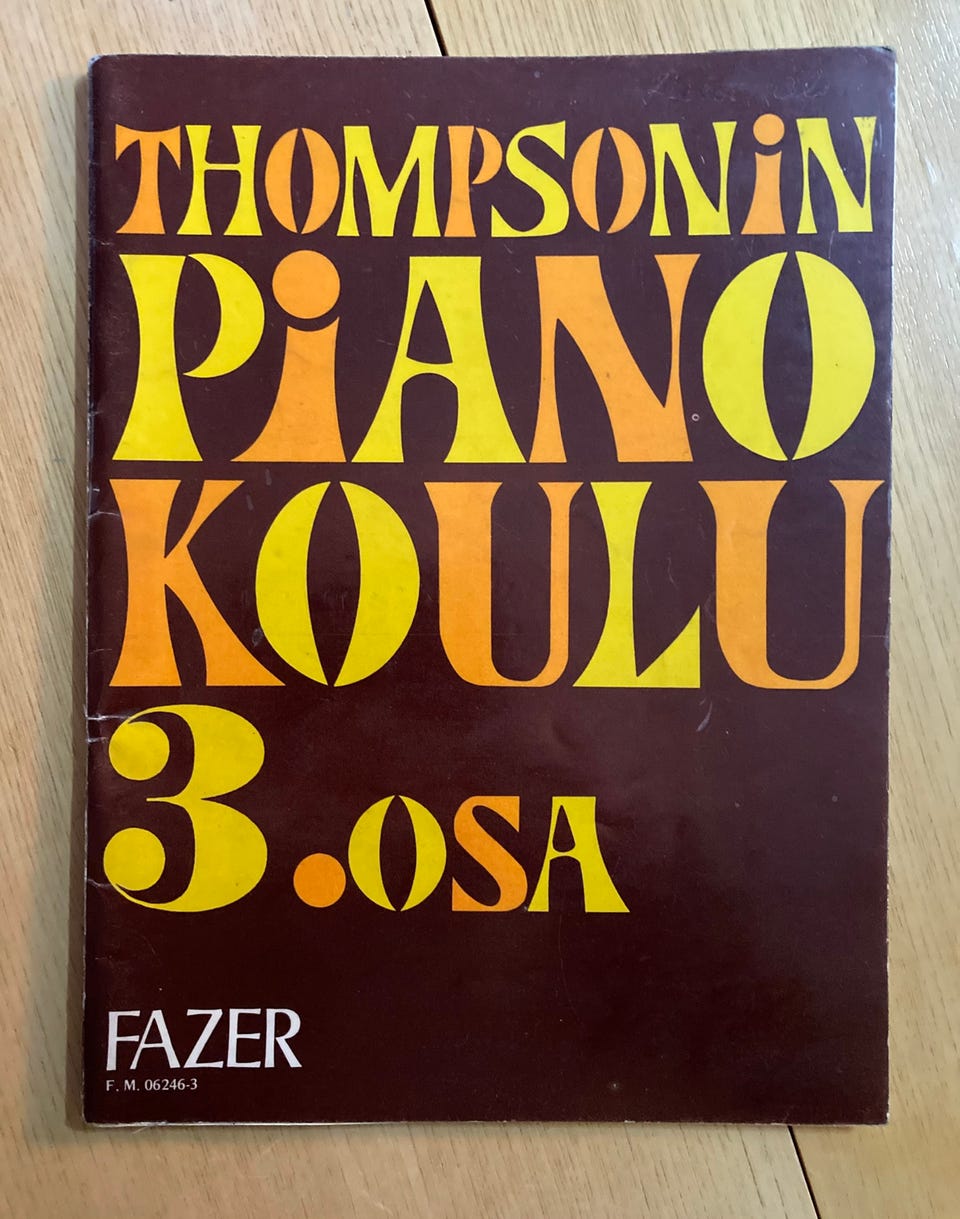 THOMPSONiN
PiANO
KOULU
3.OSA
FAZER
F. M. 06246-3